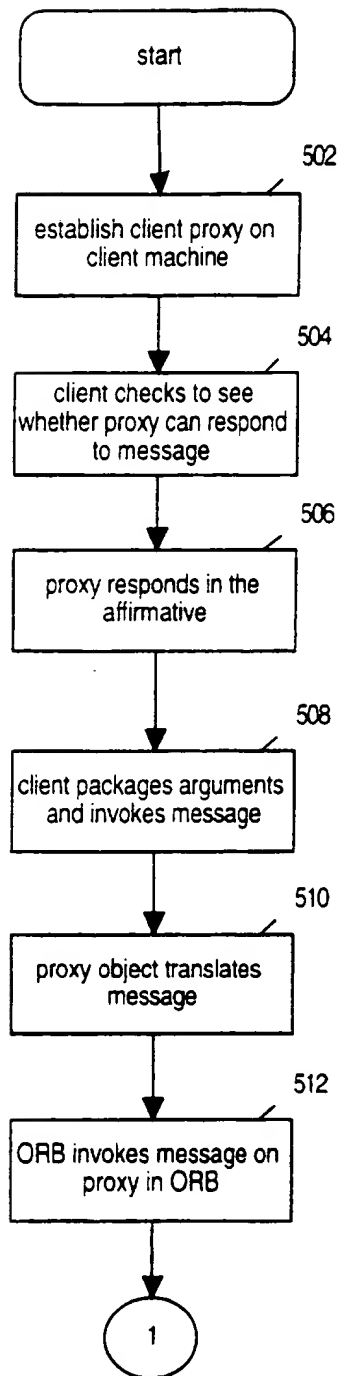 start
502
establish client proxy on
client machine
504
client checks to see
whether proxy can respond
to message
506
proxy responds in the
affirmative
508
client packages arguments
and invokes message
510
proxy object translates
message
512
ORB invokes message on
proxy in ORB
1